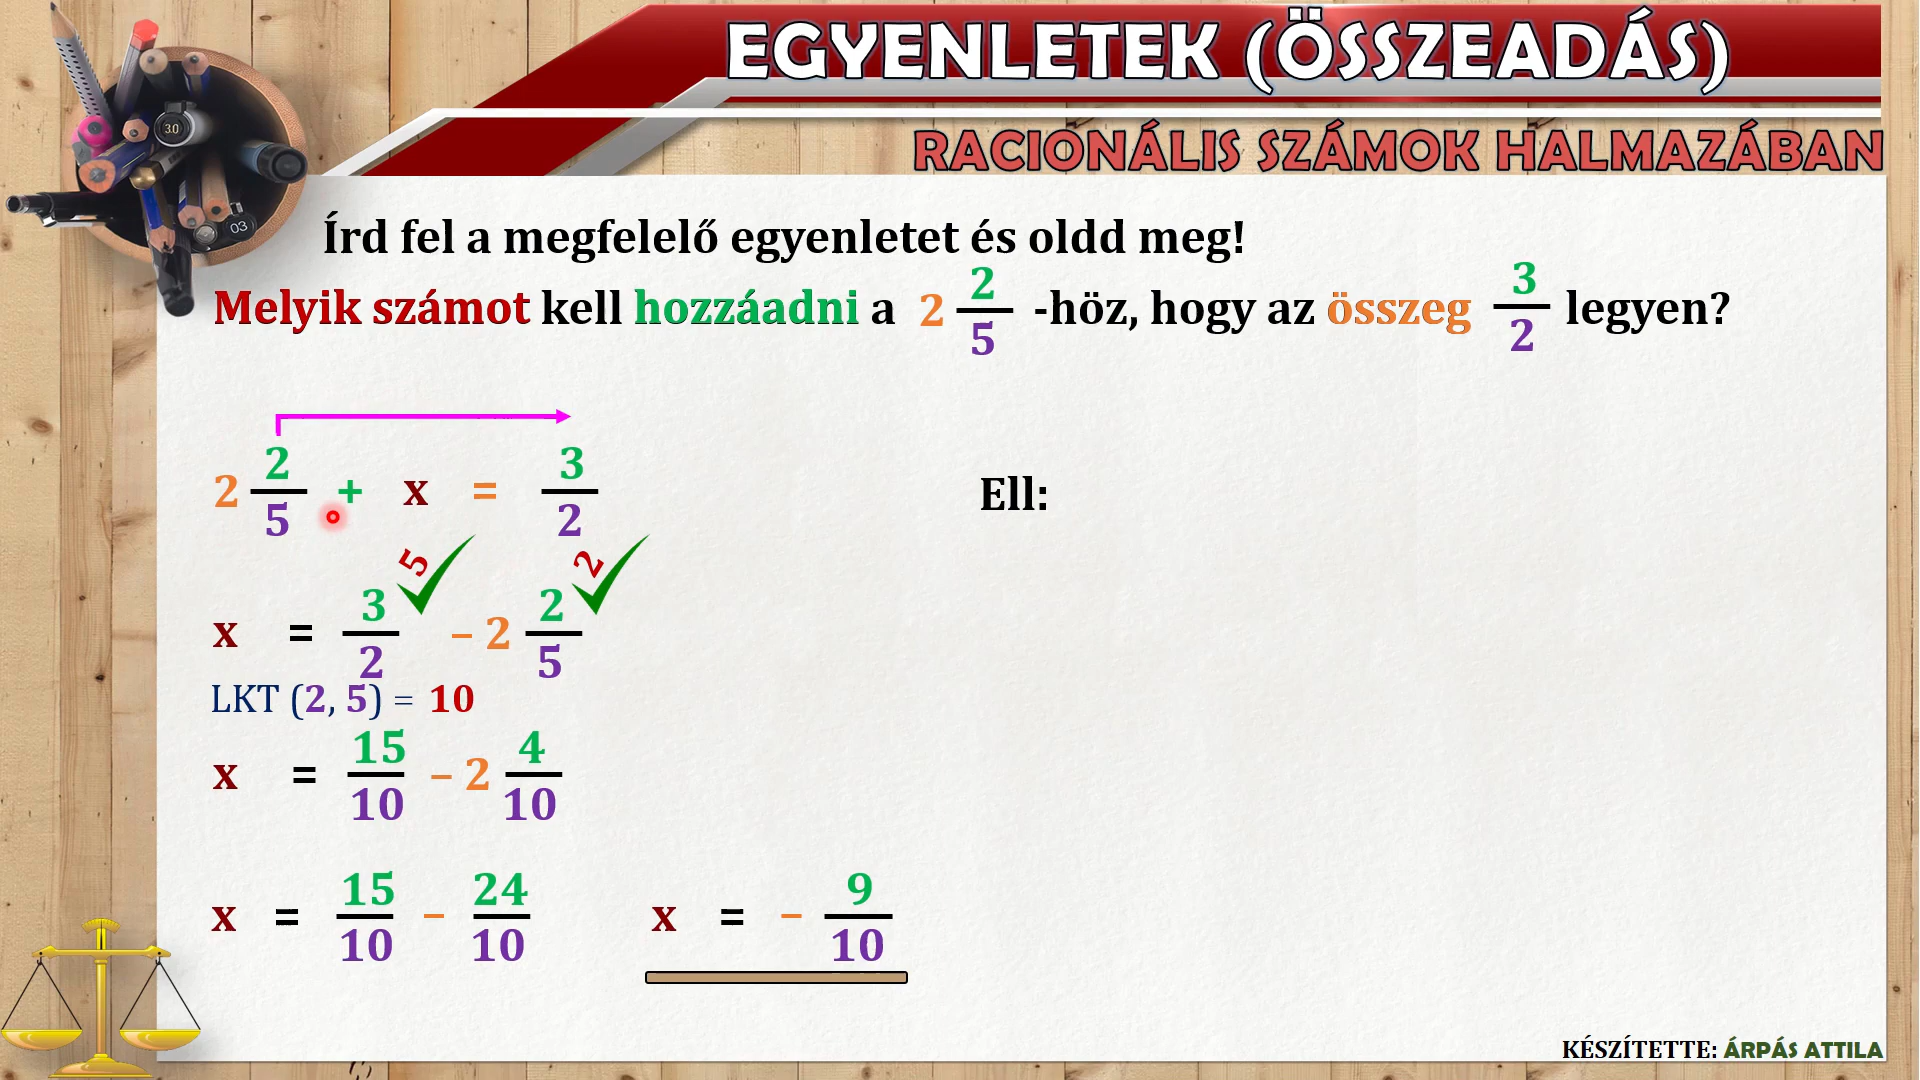 EGYENLETEK (ÖSSZEADÁS)
RACIONÁLIS SZÁMOK HALMAZÁBAN
Írd fel a megfelelő egyenletet és oldd meg!
Melyik számot kell hozzáadni a 2 2/5 -höz, hogy az összeg 3/2 legyen?
2 2/5 + x = 3/2
Ell:
5 2
x = 3/2 – 2 2/5
LKT (2, 5) = 10
x = 15/10 – 2 4/10
x = 15/10 – 24/10
x = – 9/10
KÉSZÍTETTE: ÁRPÁS ATTILA
3.0
03